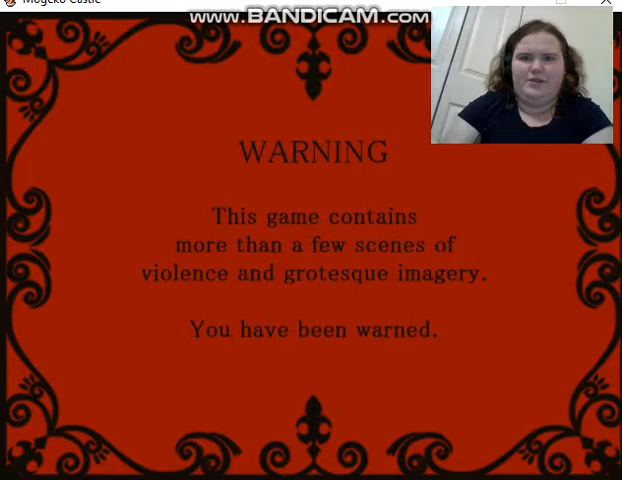 Mogeko Castle
www.BANDICAM.com
WARNING
This game contains
more than a few scenes of
violence and grotesque imagery.
You have been warned.